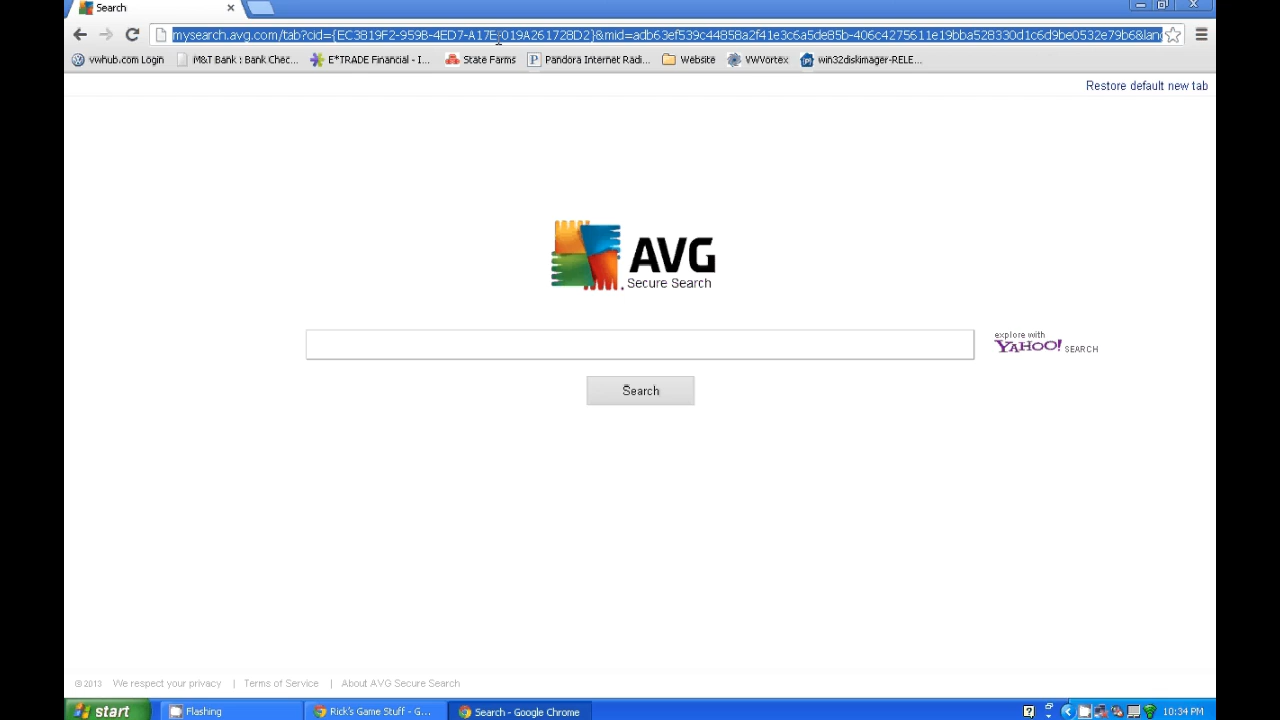 Search
mysearch.avg.com/tab?cid={EC3819F2-959B-4ED7-A17E-019A261728D2}&mid=adb63ef539c44858a2f41e3c6a5de85b-406c4275611e19bba528330d1c6d9be0532e79b6&lang
vwhub.com Login M&T Bank : Bank Chec... E*TRADE Financial - I... State Farms Pandora Internet Radi... Website VWVortex win32diskimager-RELE...
Restore default new tab
AVG
Secure Search
explore with
YAHOO! SEARCH
Search
© 2013 We respect your privacy | Terms of Service | About AVG Secure Search
start Flashing Rick's Game Stuff - G... Search - Google Chrome 10:34 PM